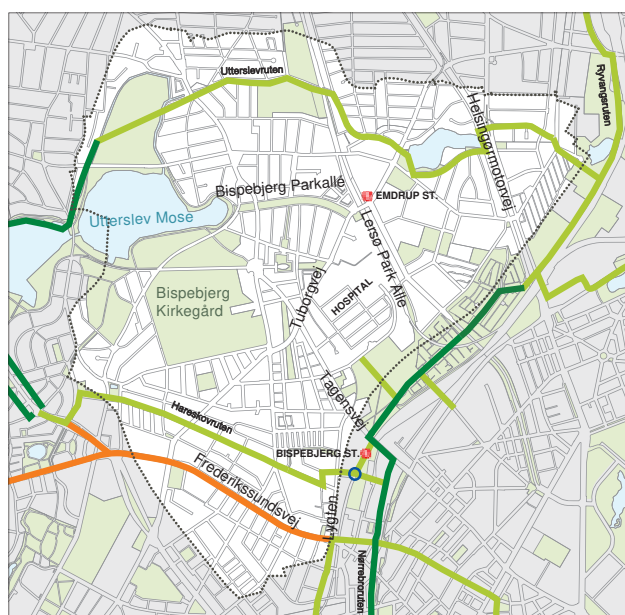 Utterslevruten
Ryvangsruten
Helsingørmotorvej
Bispebjerg Parkallé
EMDRUP ST.
Utterslev Mose
Lersø Park Alle
Bispebjerg
Kirkegård
Tuborgvej
HOSPITAL
Tagensvej
Hareskovruten
BISPEBJERG ST.
Frederikssundsvej
Lygten
Nørrebroruten